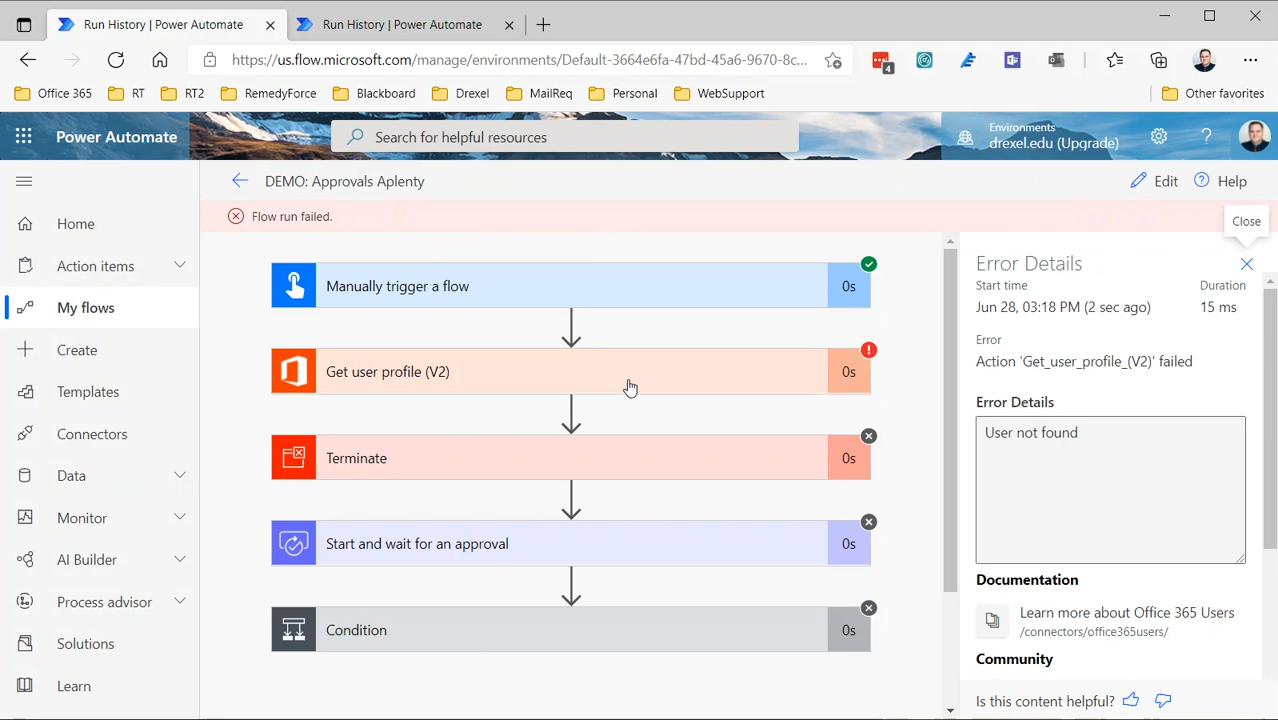 Run History | Power Automate
Run History | Power Automate
https://us.flow.microsoft.com/manage/environments/Default-3664e6fa-47bd-45a6-9670-8c...
4
Office 365
RT
RT2
RemedyForce
Blackboard
Drexel
MailReq
Personal
WebSupport
Other favorites
Power Automate
Search for helpful resources
Environments
drexel.edu (Upgrade)
DEMO: Approvals Aplenty
Edit
Help
Flow run failed.
Close
Home
Action items
My flows
Create
Templates
Connectors
Data
Monitor
AI Builder
Process advisor
Solutions
Learn
Manually trigger a flow
0s
Get user profile (V2)
0s
Terminate
0s
Start and wait for an approval
0s
Condition
0s
Error Details
Start time
Duration
Jun 28, 03:18 PM (2 sec ago)
15 ms
Error
Action 'Get_user_profile_(V2)' failed
Error Details
User not found
Documentation
Learn more about Office 365 Users
/connectors/office365users/
Community
Is this content helpful?